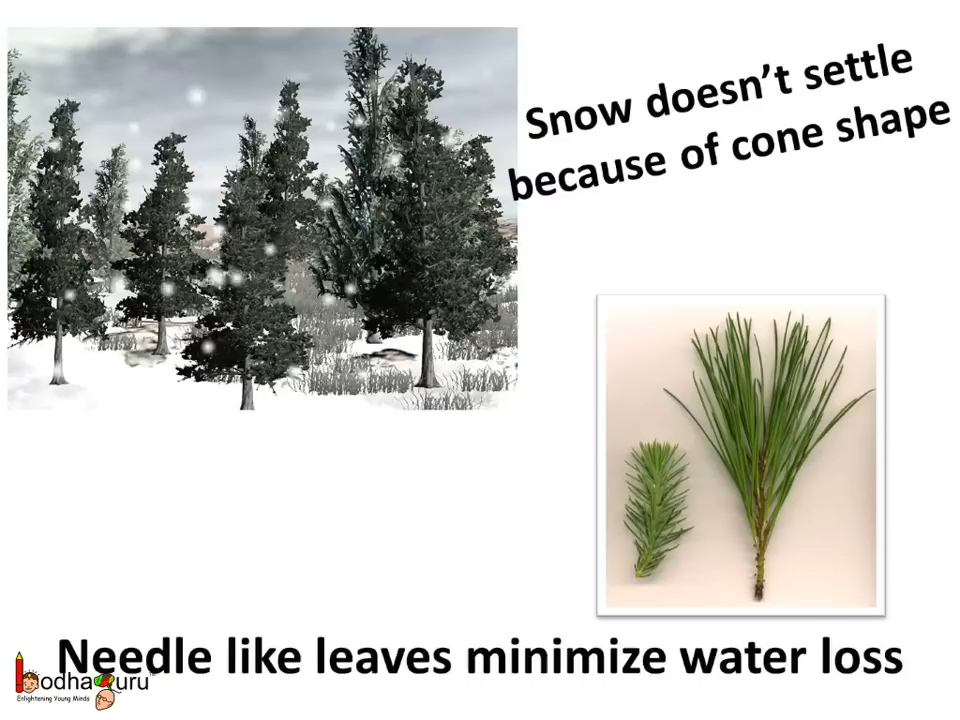 Snow doesn't settle
because of cone shape
Needle like leaves minimize water loss
BodhaGuru
Enlightening Young Minds